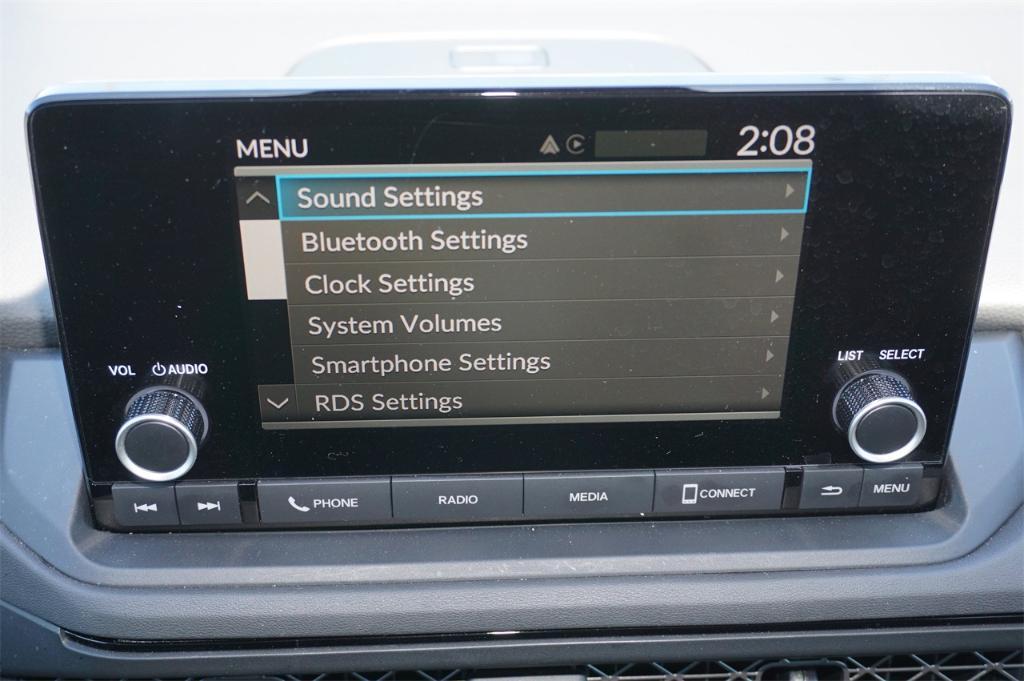 MENU 2:08
Sound Settings
Bluetooth Settings
Clock Settings
System Volumes
Smartphone Settings
RDS Settings
VOL AUDIO
LIST SELECT
PHONE RADIO MEDIA CONNECT MENU